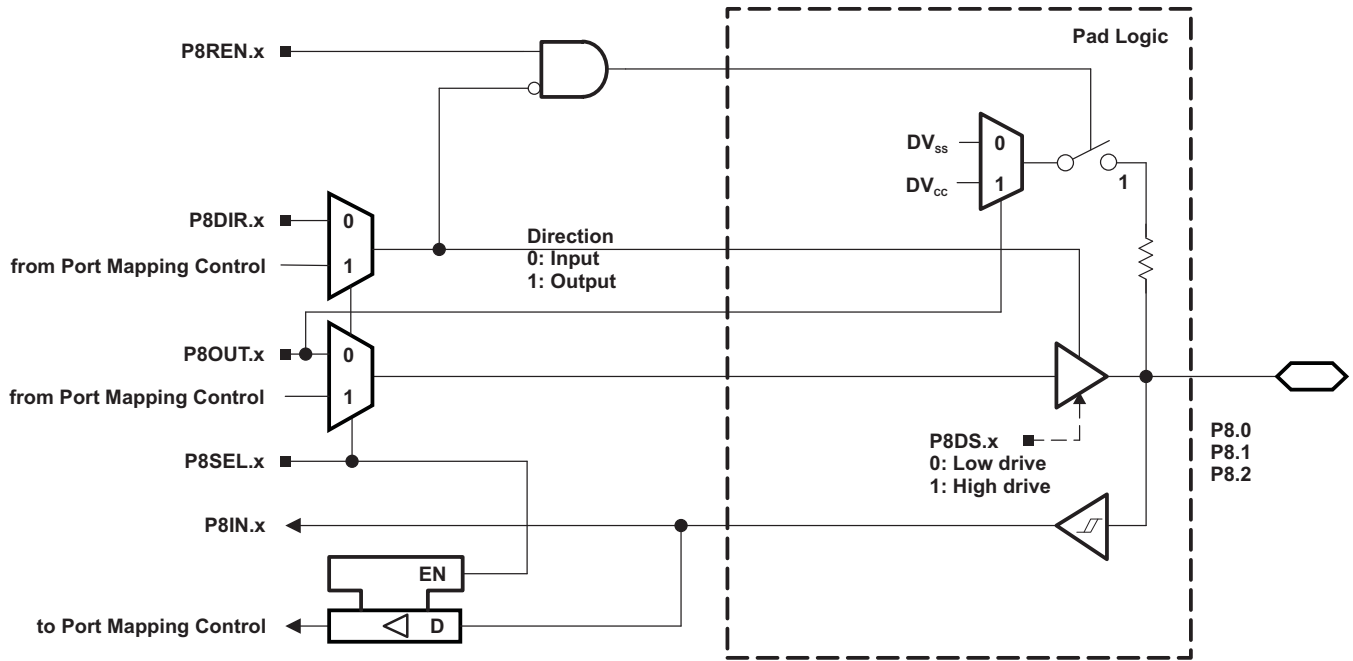 Pad Logic
P8REN.x
DVss
0
DVcc
1
1
P8DIR.x
0
from Port Mapping Control
1
Direction
0: Input
1: Output
P8OUT.x
0
from Port Mapping Control
1
P8DS.x
0: Low drive
1: High drive
P8.0
P8.1
P8.2
P8SEL.x
P8IN.x
EN
to Port Mapping Control
D